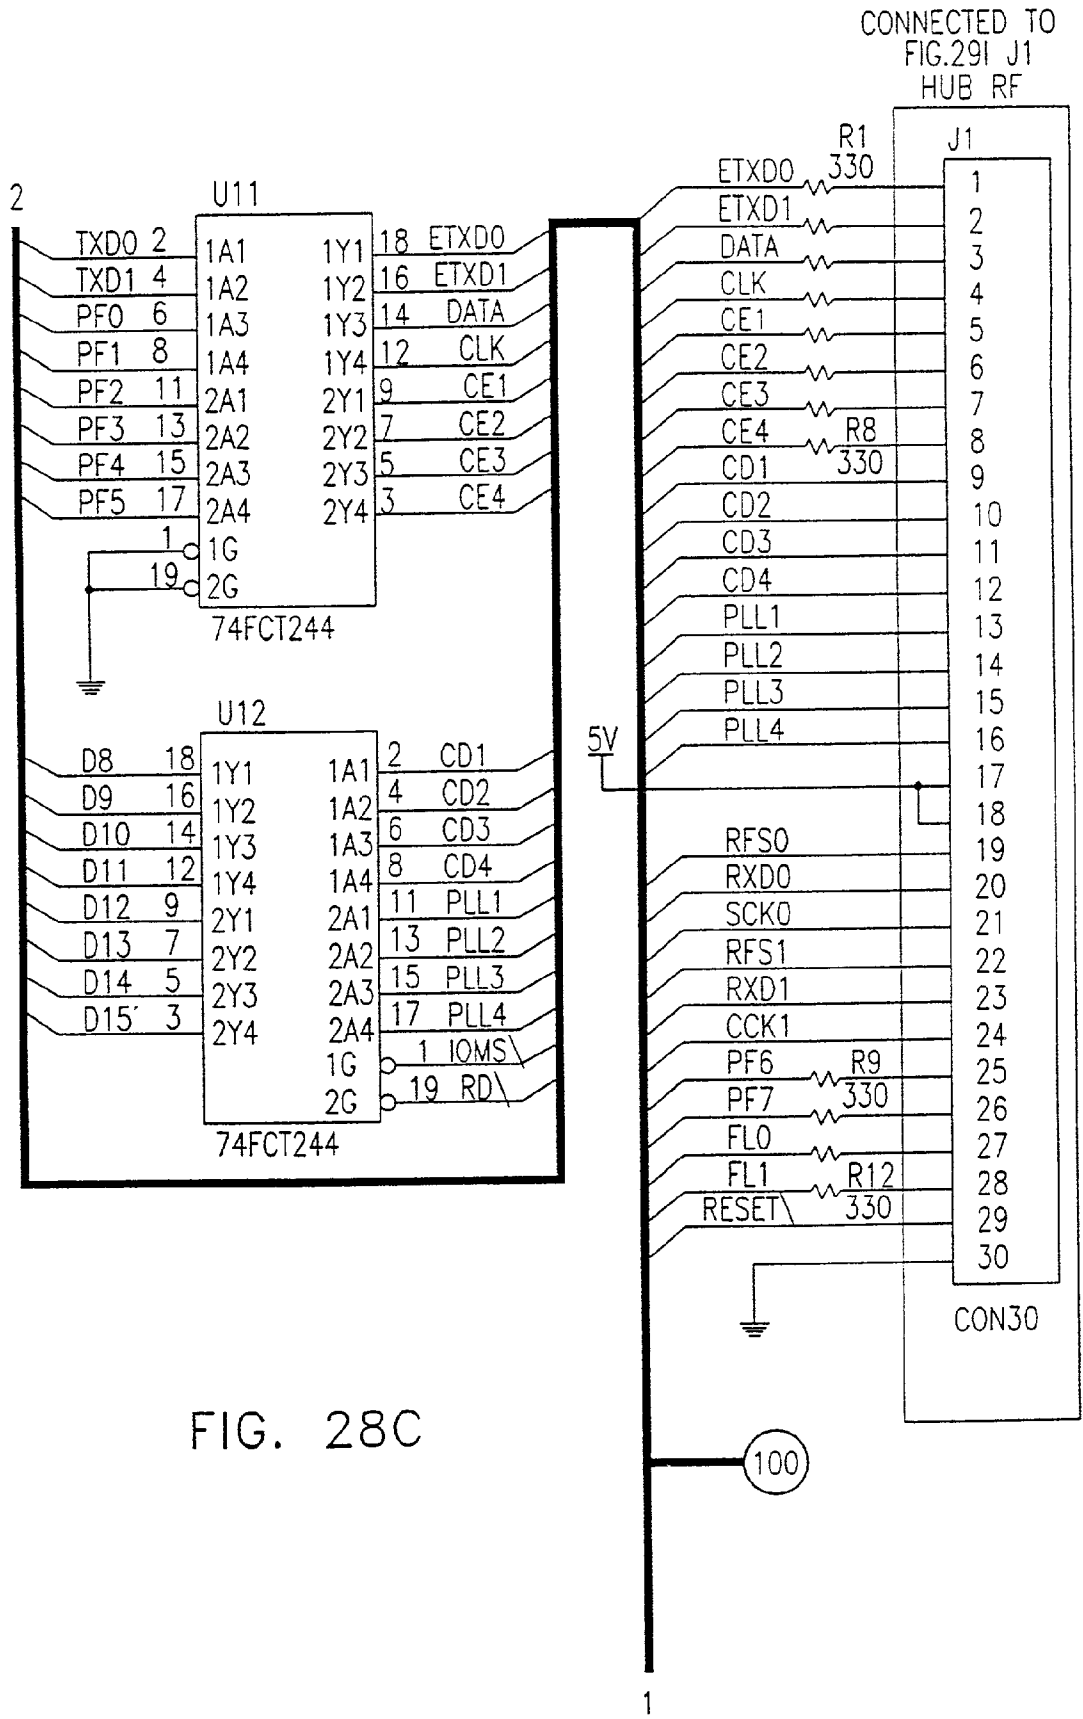 CONNECTED TO
FIG.29I J1
HUB RF
J1
R1
330
ETXD0 1
ETXD1 2
DATA 3
CLK 4
CE1 5
CE2 6
CE3 7
CE4 R8 330 8
CD1 9
CD2 10
CD3 11
CD4 12
PLL1 13
PLL2 14
PLL3 15
PLL4 16
5V 17
18
RFS0 19
RXD0 20
SCK0 21
RFS1 22
RXD1 23
CCK1 24
PF6 R9 330 25
PF7 26
FL0 27
FL1 R12 330 28
RESET\ 29
30
CON30
2
U11
TXD0 2 1A1 1Y1 18 ETXD0
TXD1 4 1A2 1Y2 16 ETXD1
PF0 6 1A3 1Y3 14 DATA
PF1 8 1A4 1Y4 12 CLK
PF2 11 2A1 2Y1 9 CE1
PF3 13 2A2 2Y2 7 CE2
PF4 15 2A3 2Y3 5 CE3
PF5 17 2A4 2Y4 3 CE4
1 1G
19 2G
74FCT244
U12
D8 18 1Y1 1A1 2 CD1
D9 16 1Y2 1A2 4 CD2
D10 14 1Y3 1A3 6 CD3
D11 12 1Y4 1A4 8 CD4
D12 9 2Y1 2A1 11 PLL1
D13 7 2Y2 2A2 13 PLL2
D14 5 2Y3 2A3 15 PLL3
D15' 3 2Y4 2A4 17 PLL4
1G 1 IOMS\
2G 19 RD\
74FCT244
FIG. 28C
100
1